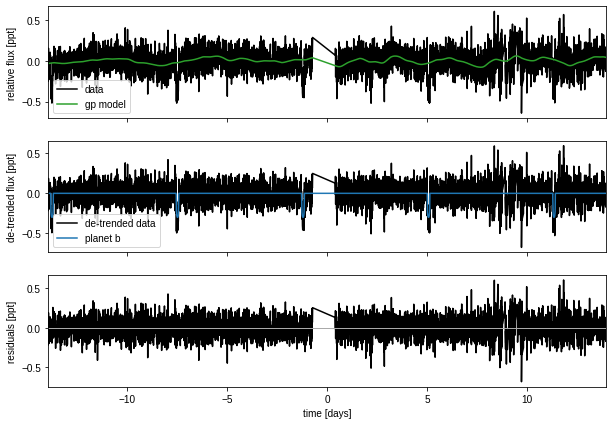 relative flux [ppt]
0.5
0.0
−0.5
data
gp model
de-trended flux [ppt]
0.5
0.0
−0.5
de-trended data
planet b
residuals [ppt]
0.5
0.0
−0.5
−10
−5
0
5
10
time [days]